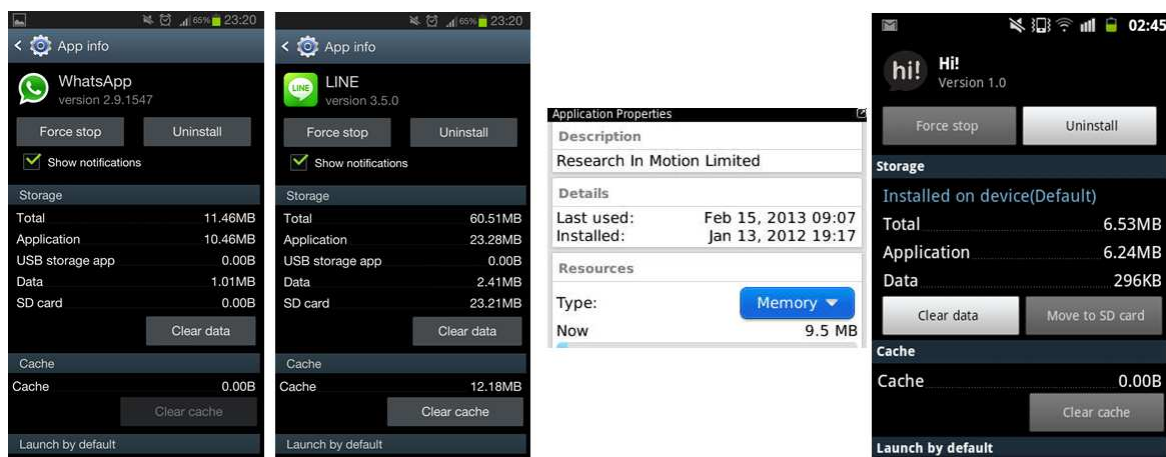 65% 23:20
App info
WhatsApp
version 2.9.1547
Force stop Uninstall
Show notifications
Storage
Total 11.46MB
Application 10.46MB
USB storage app 0.00B
Data 1.01MB
SD card 0.00B
Clear data
Cache
Cache 0.00B
Clear cache
Launch by default
65% 23:20
App info
LINE
LINE
version 3.5.0
Force stop Uninstall
Show notifications
Storage
Total 60.51MB
Application 23.28MB
USB storage app 0.00B
Data 2.41MB
SD card 23.21MB
Clear data
Cache
Cache 12.18MB
Clear cache
Launch by default
Application Properties
Description
Research In Motion Limited
Details
Last used: Feb 15, 2013 09:07
Installed: Jan 13, 2012 19:17
Resources
Type: Memory
Now 9.5 MB
02:45
hi!
Hi!
Version 1.0
Force stop Uninstall
Storage
Installed on device(Default)
Total 6.53MB
Application 6.24MB
Data 296KB
Clear data Move to SD card
Cache
Cache 0.00B
Clear cache
Launch by default